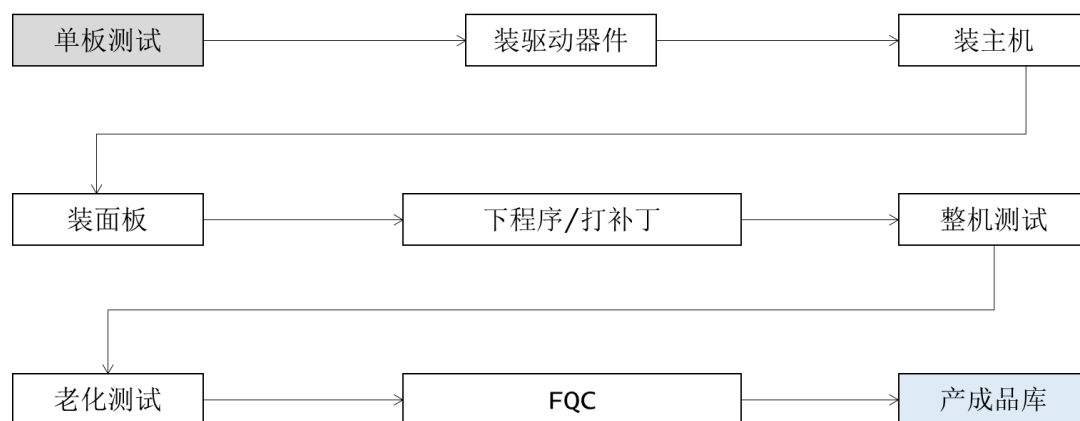 单板测试
装驱动器件
装主机
装面板
下程序/打补丁
整机测试
老化测试
FQC
产成品库